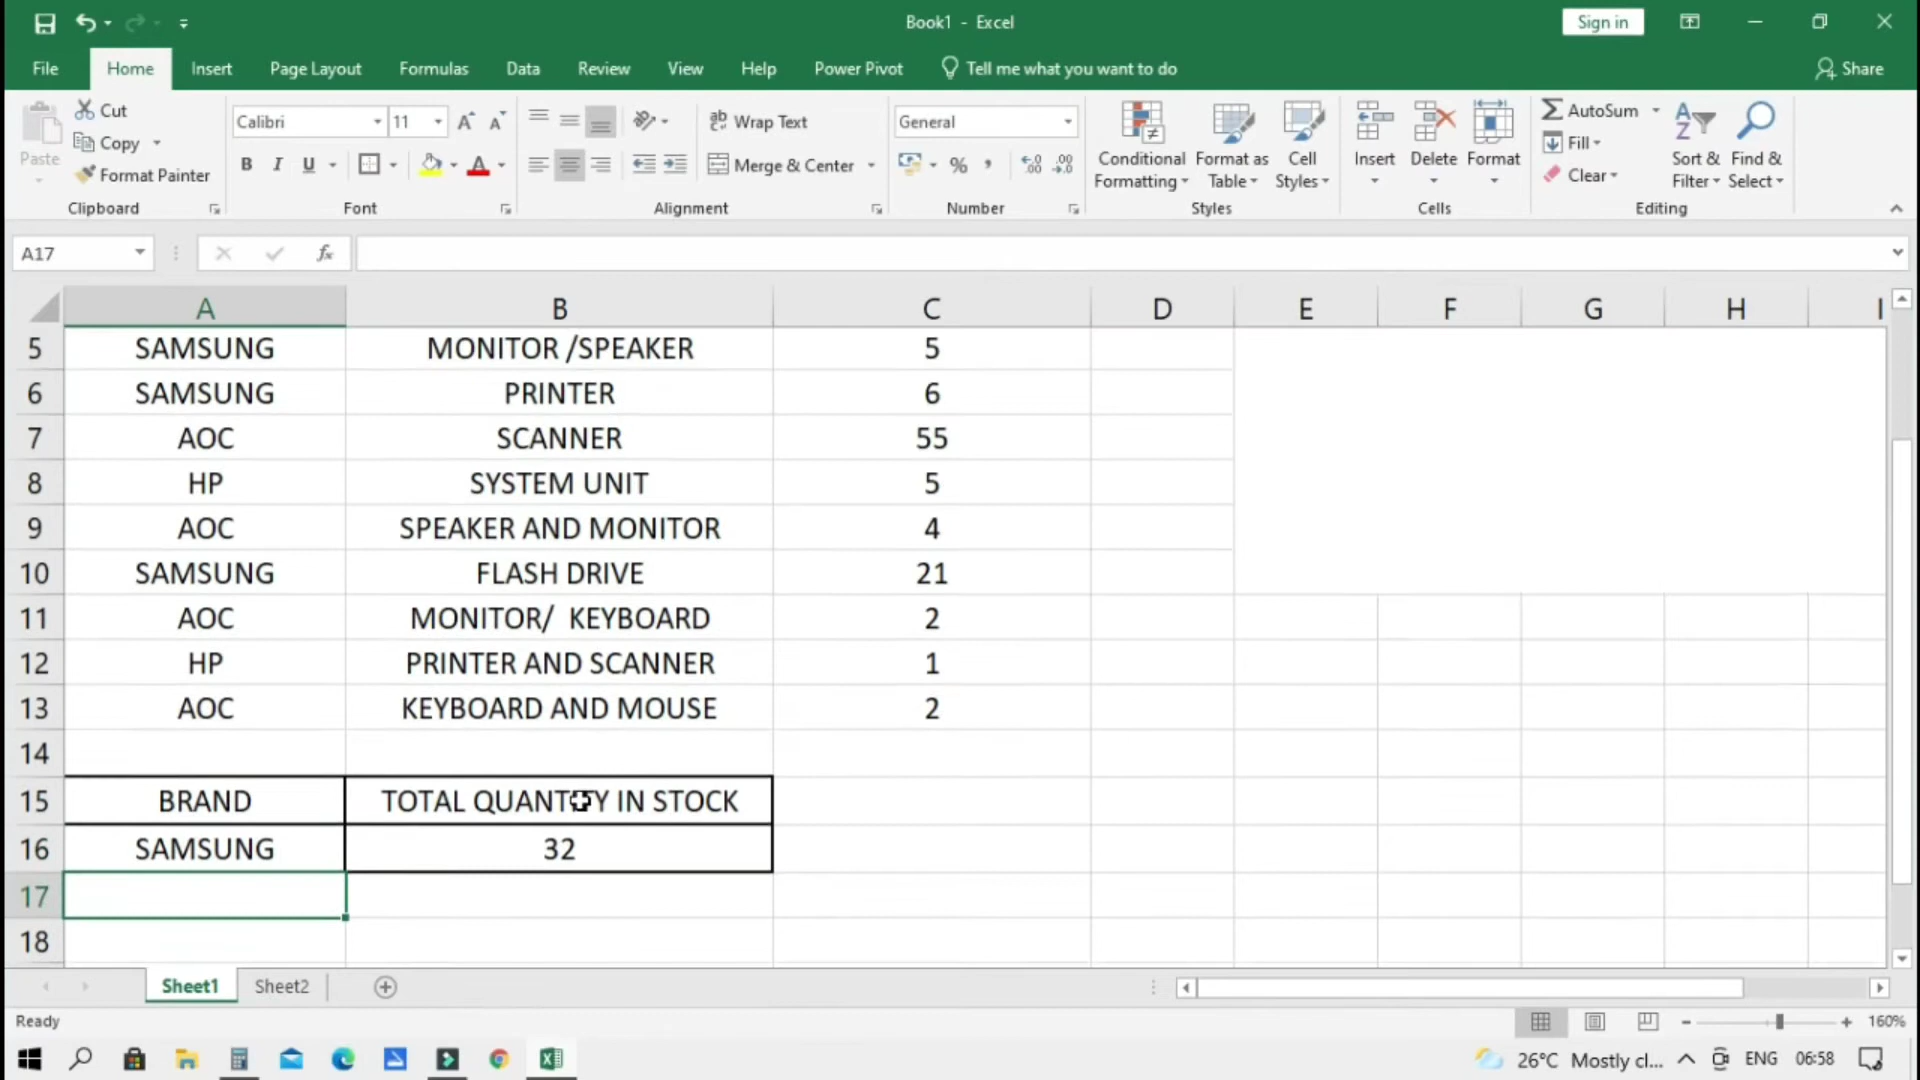 Book1 - Excel
Sign in
File Home Insert Page Layout Formulas Data Review View Help Power Pivot Tell me what you want to do Share
Paste
Cut
Copy
Format Painter
Clipboard
Calibri 11
B I U
Font
Wrap Text
Merge & Center
Alignment
General
%
Number
Conditional Formatting
Format as Table
Cell Styles
Styles
Insert Delete Format
Cells
AutoSum
Fill
Clear
Sort & Filter
Find & Select
Editing
A17 fx
A B C D E F G H I
5 SAMSUNG MONITOR /SPEAKER 5
6 SAMSUNG PRINTER 6
7 AOC SCANNER 55
8 HP SYSTEM UNIT 5
9 AOC SPEAKER AND MONITOR 4
10 SAMSUNG FLASH DRIVE 21
11 AOC MONITOR/ KEYBOARD 2
12 HP PRINTER AND SCANNER 1
13 AOC KEYBOARD AND MOUSE 2
14
15 BRAND TOTAL QUANTITY IN STOCK
16 SAMSUNG 32
17
18
Sheet1 Sheet2
Ready 160%
26°C Mostly cl... ENG 06:58